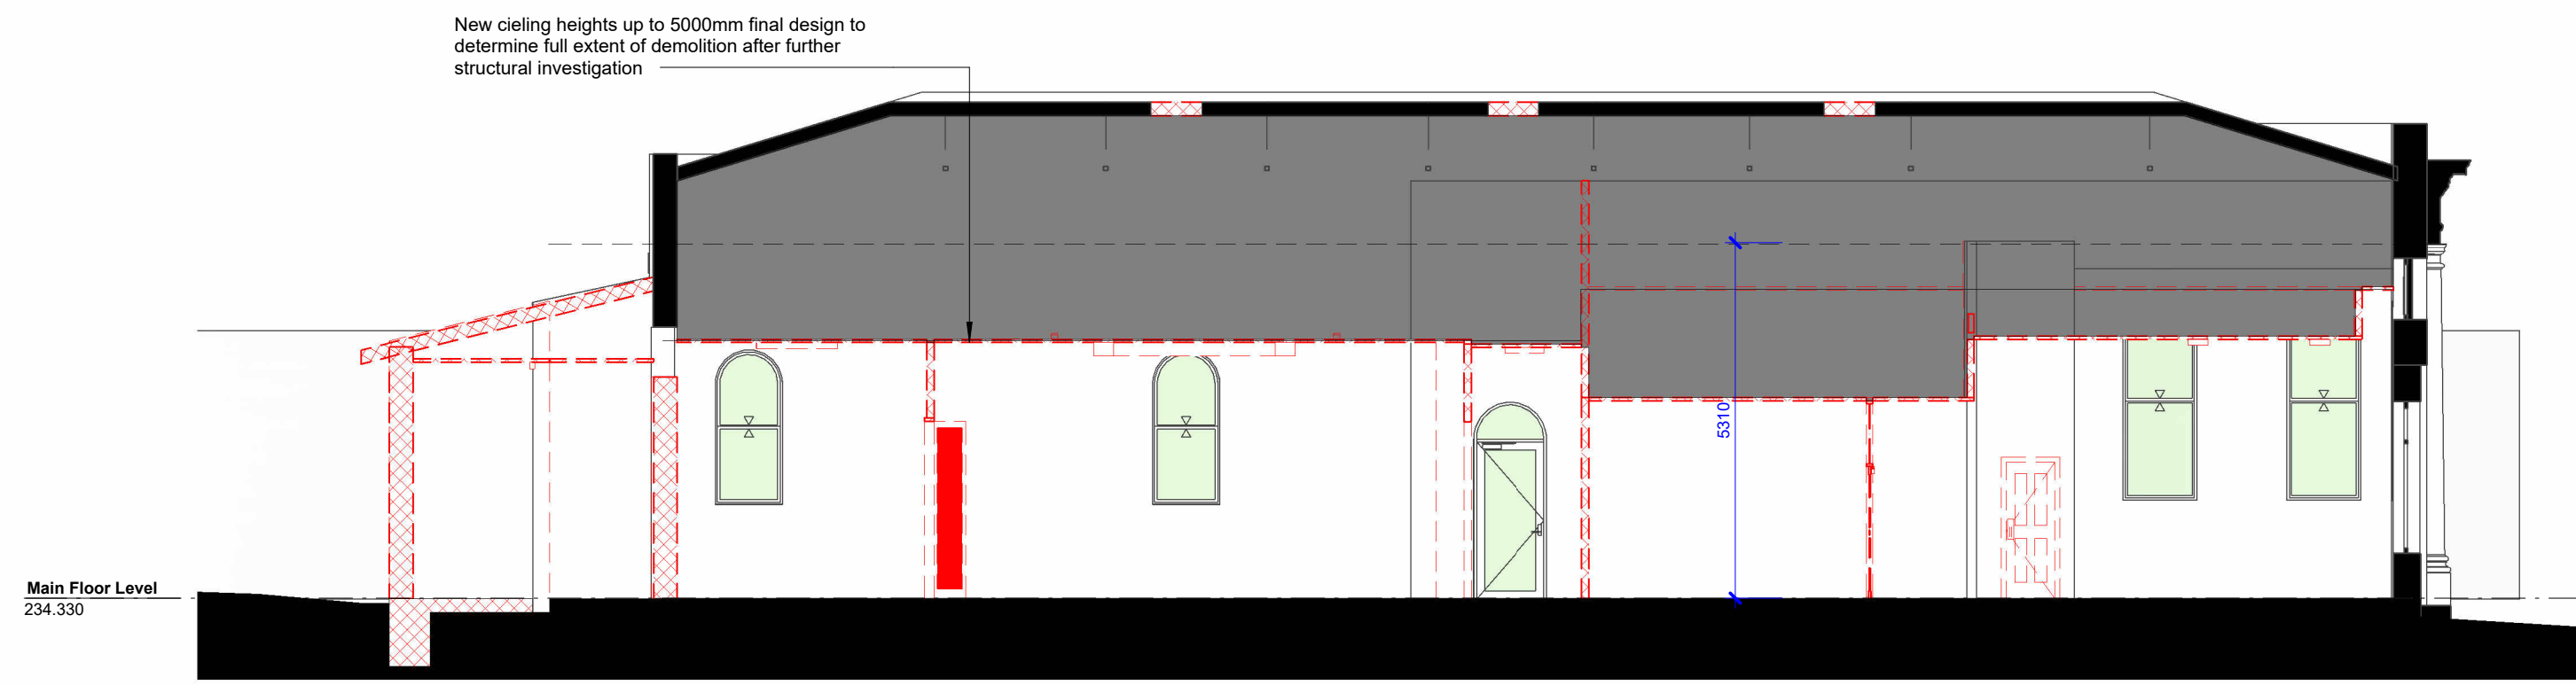 New cieling heights up to 5000mm final design to
determine full extent of demolition after further
structural investigation
5310
Main Floor Level
234.330